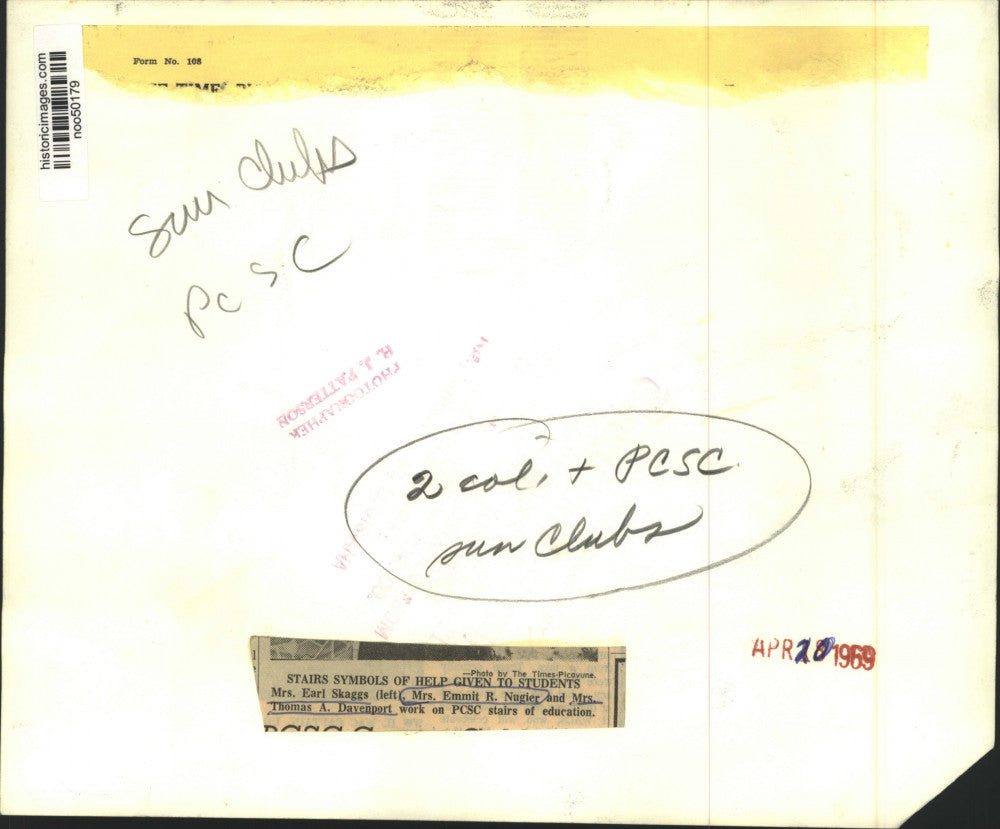 historicimages.com
noo50179
Form No. 108
Sun Clubs
PCSC
PHOTOGRAPHER
H. J. PATTERSON
2 col. + PCSC
sun Clubs
APR 20 1969
—Photo by The Times-Picayune.
STAIRS SYMBOLS OF HELP GIVEN TO STUDENTS
Mrs. Earl Skaggs (left), Mrs. Emmit R. Nugier and Mrs.
Thomas A. Davenport work on PCSC stairs of education.